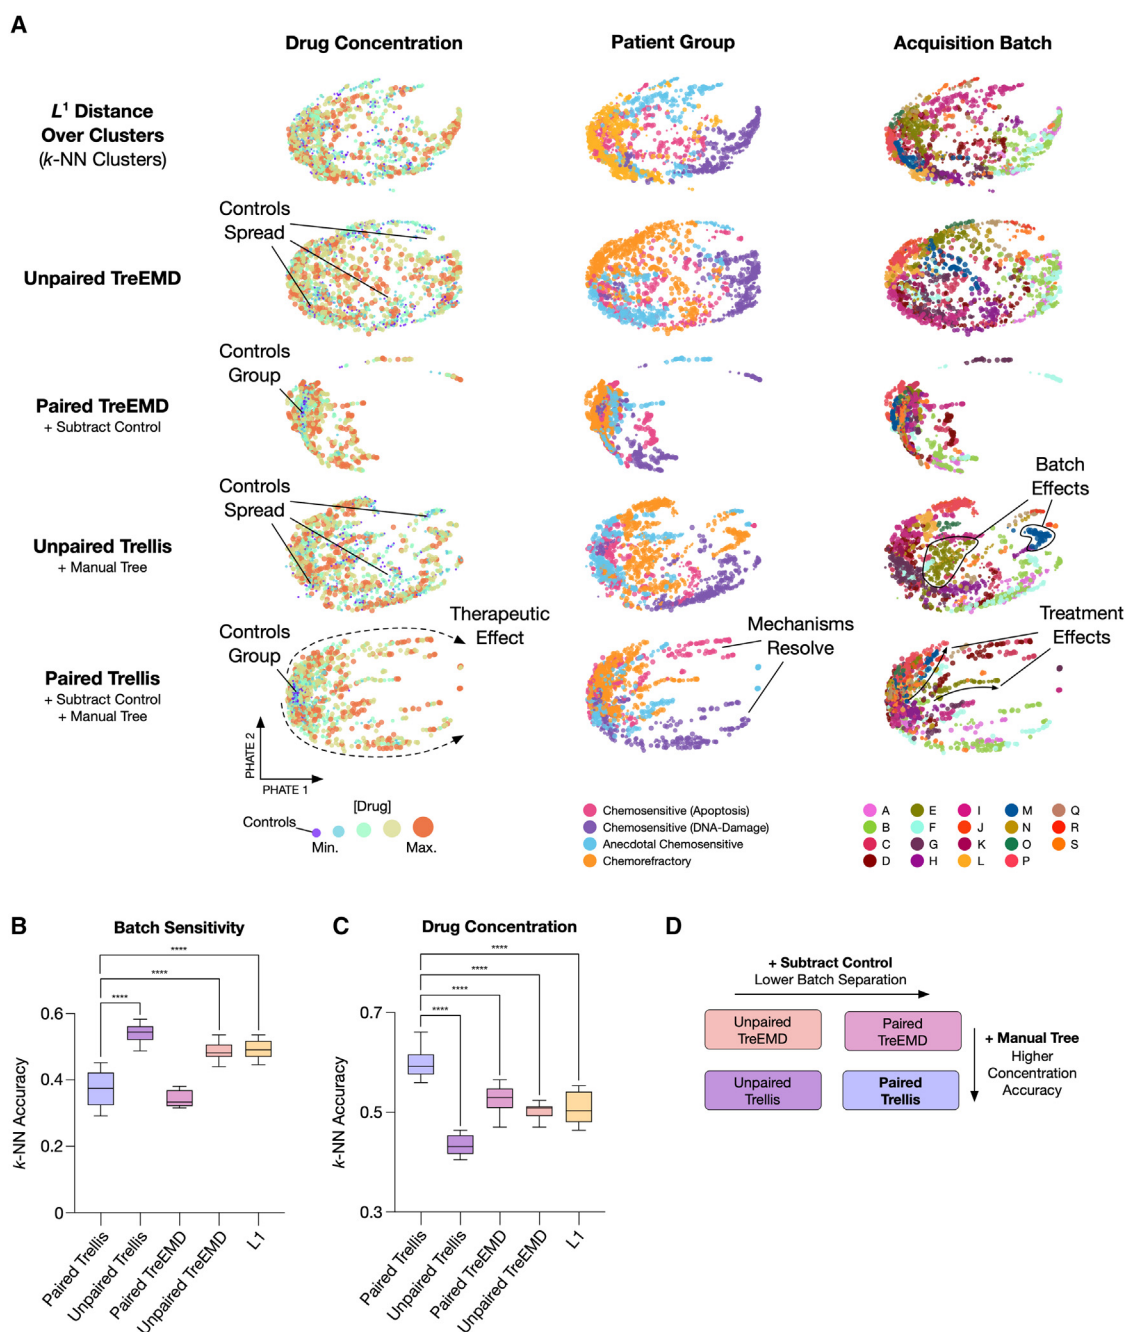 A
Drug Concentration
Patient Group
Acquisition Batch
L¹ Distance
Over Clusters
(k-NN Clusters)
Controls
Spread
Unpaired TreEMD
Controls
Group
Paired TreEMD
+ Subtract Control
Batch
Effects
Controls
Spread
Unpaired Trellis
+ Manual Tree
Therapeutic
Effect
Controls
Group
Mechanisms
Resolve
Treatment
Effects
Paired Trellis
+ Subtract Control
+ Manual Tree
PHATE 2
PHATE 1
[Drug]
Controls
Min.
Max.
Chemosensitive (Apoptosis)
Chemosensitive (DNA-Damage)
Anecdotal Chemosensitive
Chemorefractory
A E I M Q
B F J N R
C G K O S
D H L P
B
Batch Sensitivity
****
****
****
k-NN Accuracy
0.6
0.4
0.2
0
Paired Trellis
Unpaired Trellis
Paired TreEMD
Unpaired TreEMD
L1
C
Drug Concentration
****
****
****
****
k-NN Accuracy
0.7
0.5
0.3
Paired Trellis
Unpaired Trellis
Paired TreEMD
Unpaired TreEMD
L1
D
+ Subtract Control
Lower Batch Separation
Unpaired
TreEMD
Paired
TreEMD
Unpaired
Trellis
Paired
Trellis
+ Manual Tree
Higher
Concentration
Accuracy